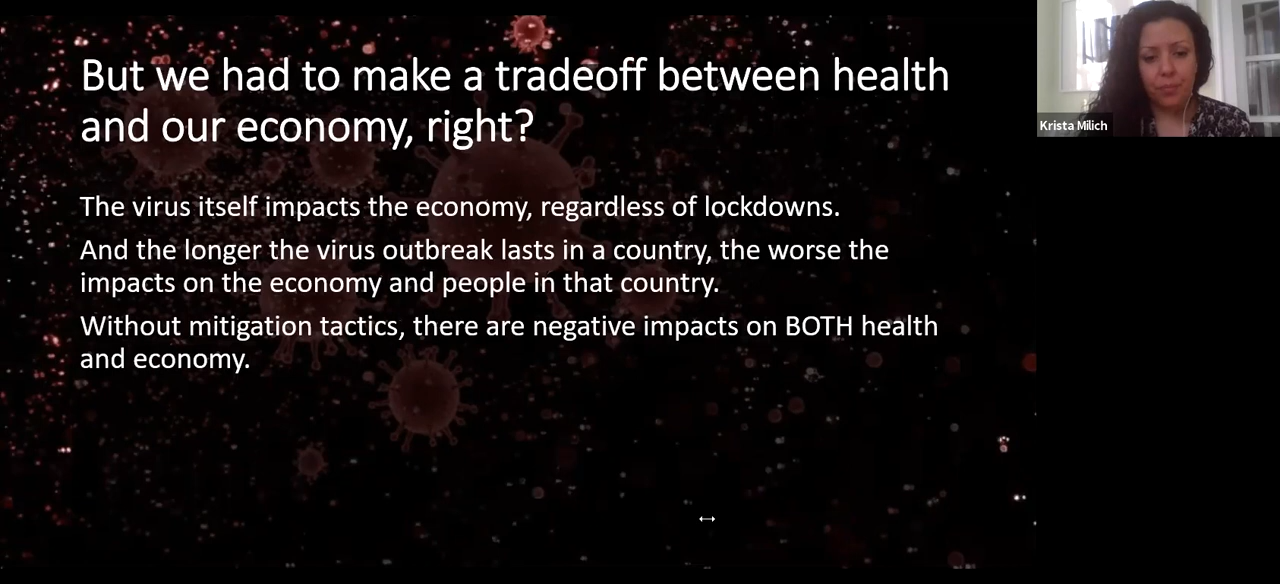 But we had to make a tradeoff between health
and our economy, right?
The virus itself impacts the economy, regardless of lockdowns.
And the longer the virus outbreak lasts in a country, the worse the
impacts on the economy and people in that country.
Without mitigation tactics, there are negative impacts on BOTH health
and economy.
Krista Milich